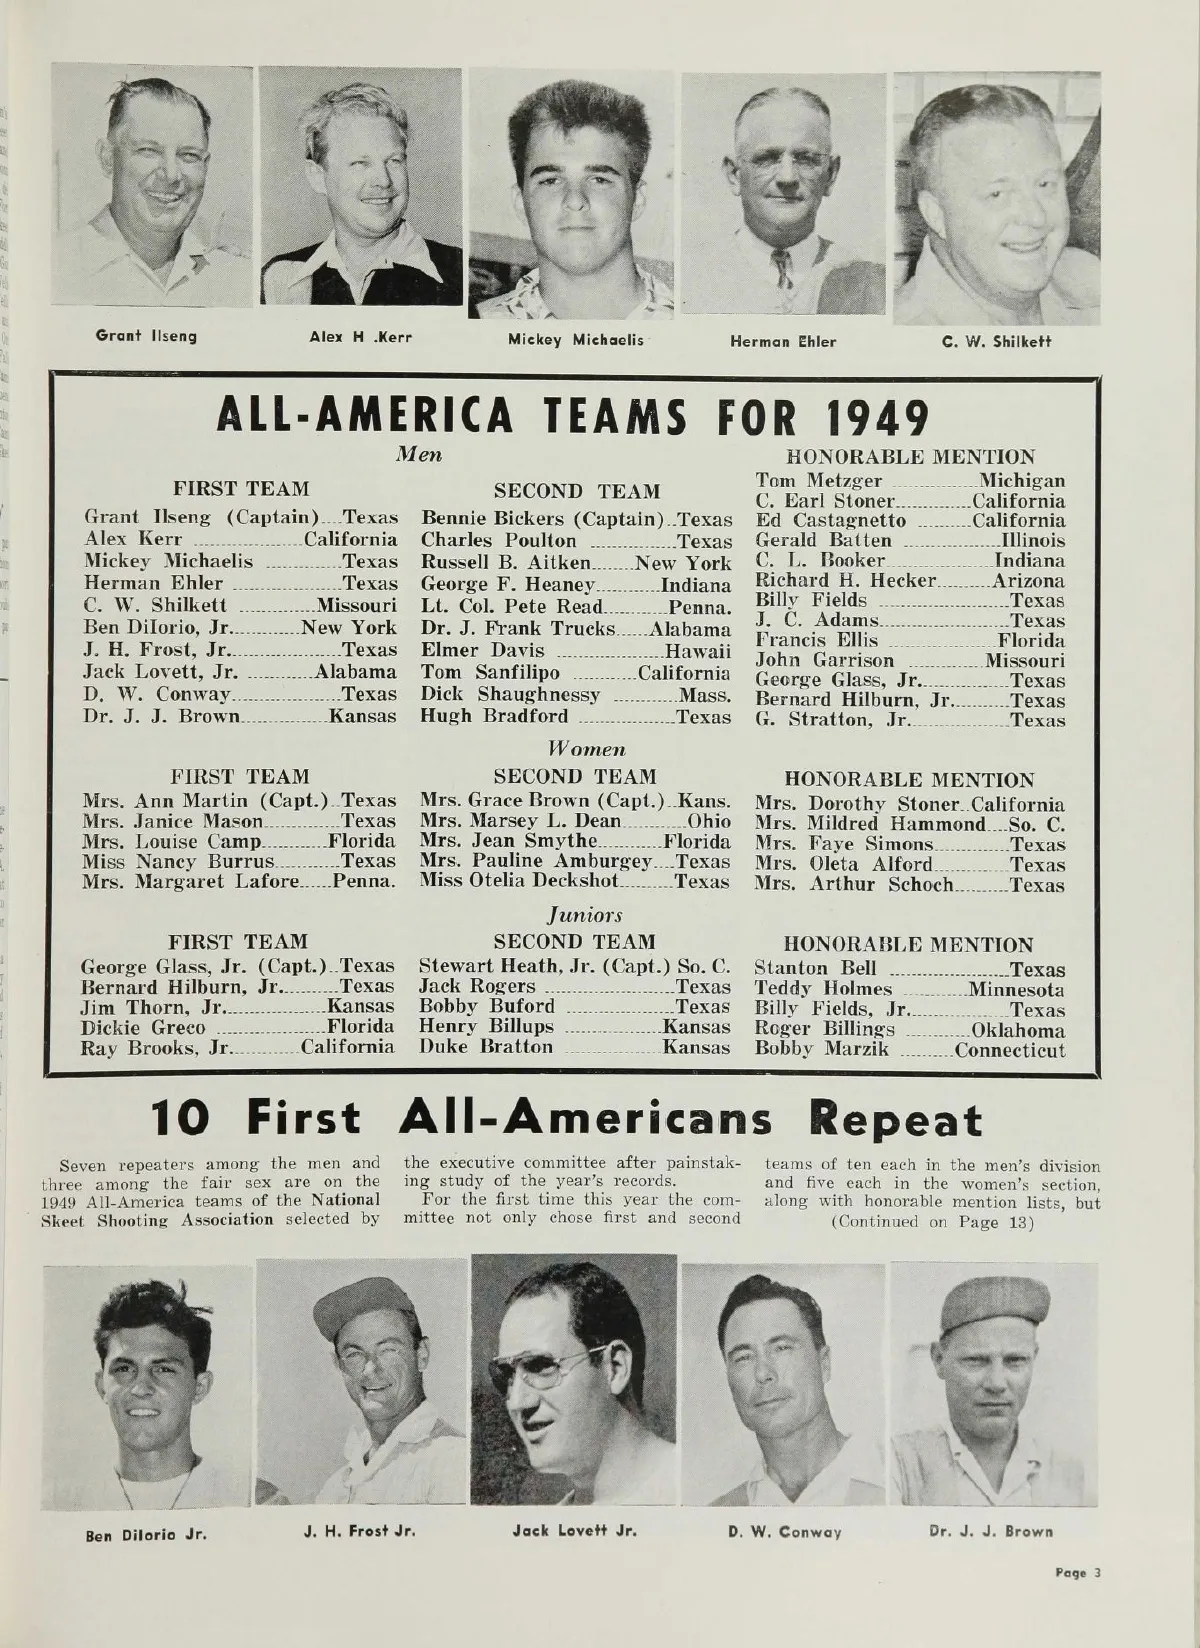 Grant Ilseng
Alex H .Kerr
Mickey Michaelis
Herman Ehler
C. W. Shilkett
ALL-AMERICA TEAMS FOR 1949
Men
FIRST TEAM
Grant Ilseng (Captain)....Texas
Alex Kerr ....................California
Mickey Michaelis ..............Texas
Herman Ehler ....................Texas
C. W. Shilkett ..............Missouri
Ben DiIorio, Jr.............New York
J. H. Frost, Jr.....................Texas
Jack Lovett, Jr. ............Alabama
D. W. Conway....................Texas
Dr. J. J. Brown................Kansas
SECOND TEAM
Bennie Bickers (Captain)..Texas
Charles Poulton ................Texas
Russell B. Aitken........New York
George F. Heaney............Indiana
Lt. Col. Pete Read............Penna.
Dr. J. Frank Trucks......Alabama
Elmer Davis ....................Hawaii
Tom Sanfilipo ............California
Dick Shaughnessy ............Mass.
Hugh Bradford ..................Texas
HONORABLE MENTION
Tom Metzger ................Michigan
C. Earl Stoner..............California
Ed Castagnetto ..........California
Gerald Batten ..................Illinois
C. L. Booker....................Indiana
Richard H. Hecker..........Arizona
Billy Fields ........................Texas
J. C. Adams........................Texas
Francis Ellis ....................Florida
John Garrison ..............Missouri
George Glass, Jr.................Texas
Bernard Hilburn, Jr...........Texas
G. Stratton, Jr...................Texas
Women
FIRST TEAM
Mrs. Ann Martin (Capt.)..Texas
Mrs. Janice Mason..............Texas
Mrs. Louise Camp............Florida
Miss Nancy Burrus............Texas
Mrs. Margaret Lafore......Penna.
SECOND TEAM
Mrs. Grace Brown (Capt.)..Kans.
Mrs. Marsey L. Dean............Ohio
Mrs. Jean Smythe............Florida
Mrs. Pauline Amburgey....Texas
Miss Otelia Deckshot..........Texas
HONORABLE MENTION
Mrs. Dorothy Stoner..California
Mrs. Mildred Hammond....So. C.
Mrs. Faye Simons..............Texas
Mrs. Oleta Alford..............Texas
Mrs. Arthur Schoch..........Texas
Juniors
FIRST TEAM
George Glass, Jr. (Capt.)..Texas
Bernard Hilburn, Jr...........Texas
Jim Thorn, Jr...................Kansas
Dickie Greco ....................Florida
Ray Brooks, Jr.............California
SECOND TEAM
Stewart Heath, Jr. (Capt.) So. C.
Jack Rogers ........................Texas
Bobby Buford ....................Texas
Henry Billups ..................Kansas
Duke Bratton ..................Kansas
HONORABLE MENTION
Stanton Bell ......................Texas
Teddy Holmes ............Minnesota
Billy Fields, Jr...................Texas
Roger Billings ............Oklahoma
Bobby Marzik ..........Connecticut
10 First All-Americans Repeat
Seven repeaters among the men and
three among the fair sex are on the
1949 All-America teams of the National
Skeet Shooting Association selected by
the executive committee after painstak-
ing study of the year's records.
For the first time this year the com-
mittee not only chose first and second
teams of ten each in the men's division
and five each in the women's section,
along with honorable mention lists, but
(Continued on Page 13)
Ben DiIorio Jr.
J. H. Frost Jr.
Jack Lovett Jr.
D. W. Conway
Dr. J. J. Brown
Page 3